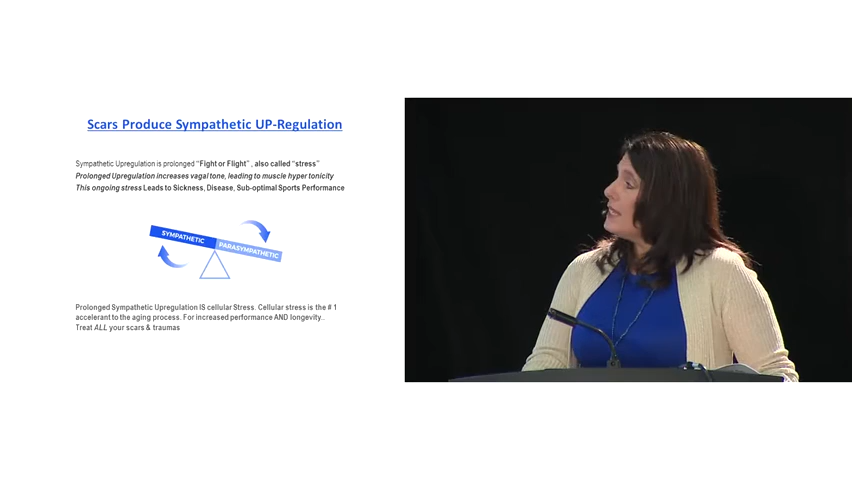 Scars Produce Sympathetic UP-Regulation
Sympathetic Upregulation is prolonged "Fight or Flight" , also called "stress"
Prolonged Upregulation increases vagal tone, leading to muscle hyper tonicity
This ongoing stress Leads to Sickness, Disease, Sub-optimal Sports Performance
SYMPATHETIC
PARASYMPATHETIC
Prolonged Sympathetic Upregulation IS cellular Stress. Cellular stress is the # 1
accelerant to the aging process. For increased performance AND longevity..
Treat ALL your scars & traumas